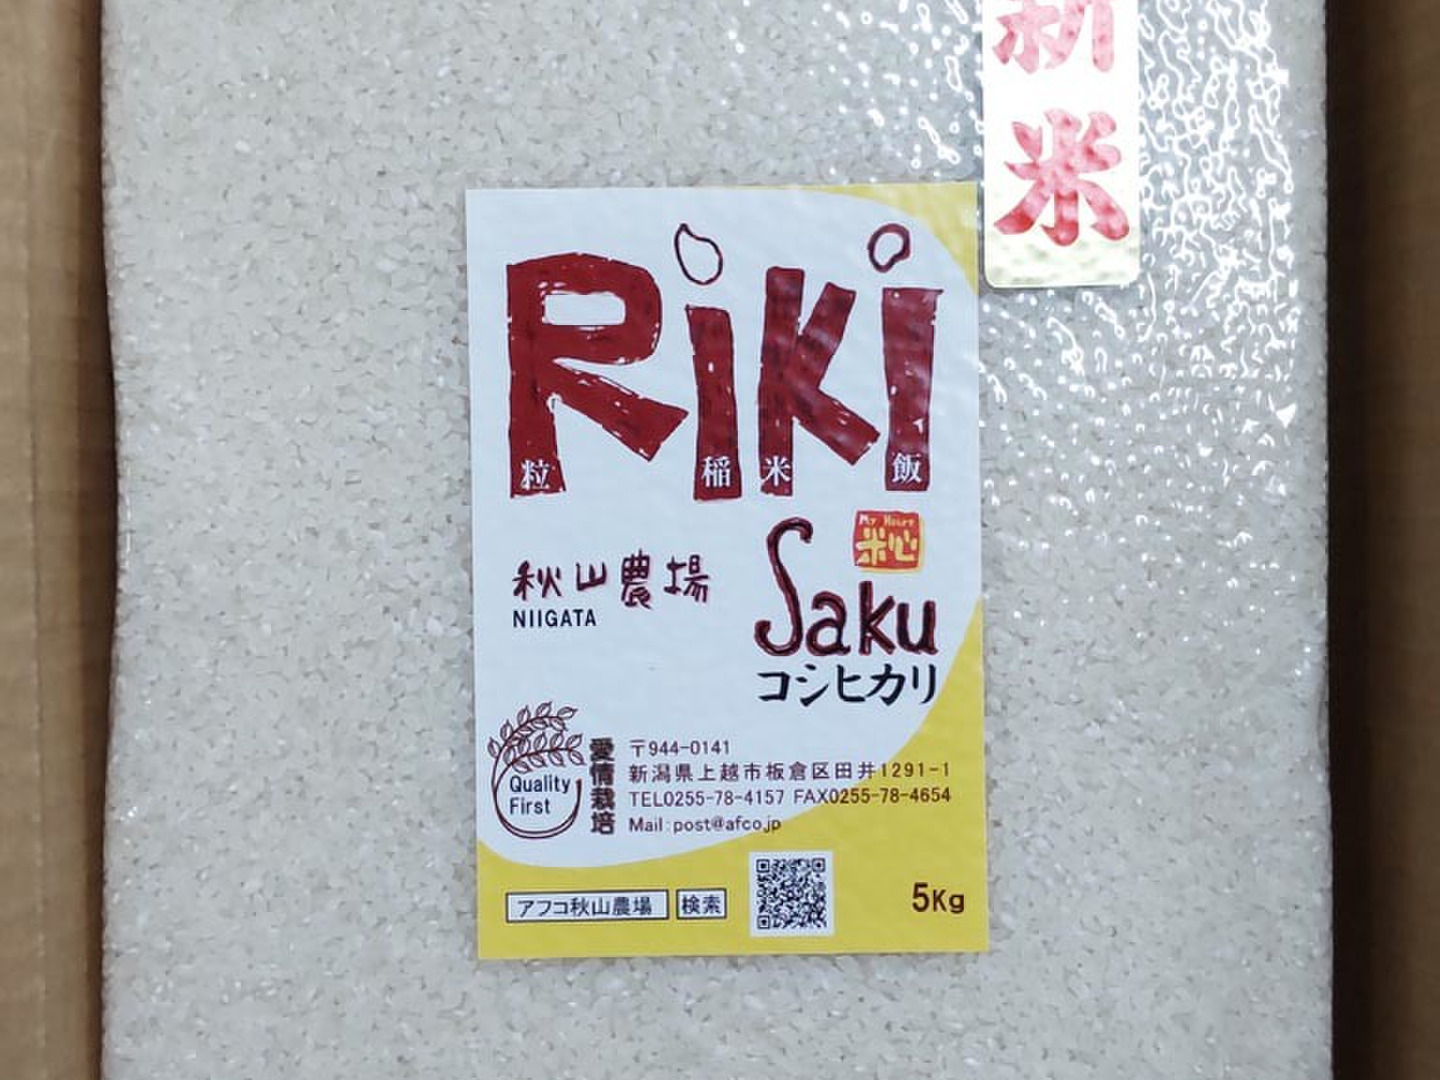 新米
RiKi
粒 稲 米 飯
My Heart
米心
Saku
コシヒカリ
秋山農場
NIIGATA
Quality
First
愛情栽培
〒944-0141
新潟県上越市板倉区田井1291-1
TEL0255-78-4157 FAX0255-78-4654
Mail:post@afco.jp
アフコ秋山農場 検索
5Kg